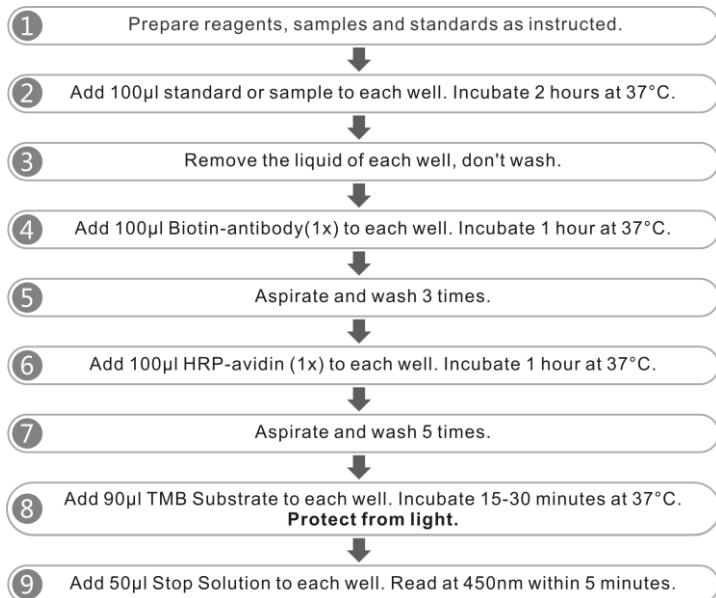 1 Prepare reagents, samples and standards as instructed.
2 Add 100μl standard or sample to each well. Incubate 2 hours at 37°C.
3 Remove the liquid of each well, don't wash.
4 Add 100μl Biotin-antibody(1x) to each well. Incubate 1 hour at 37°C.
5 Aspirate and wash 3 times.
6 Add 100μl HRP-avidin (1x) to each well. Incubate 1 hour at 37°C.
7 Aspirate and wash 5 times.
8 Add 90μl TMB Substrate to each well. Incubate 15-30 minutes at 37°C.
Protect from light.
9 Add 50μl Stop Solution to each well. Read at 450nm within 5 minutes.